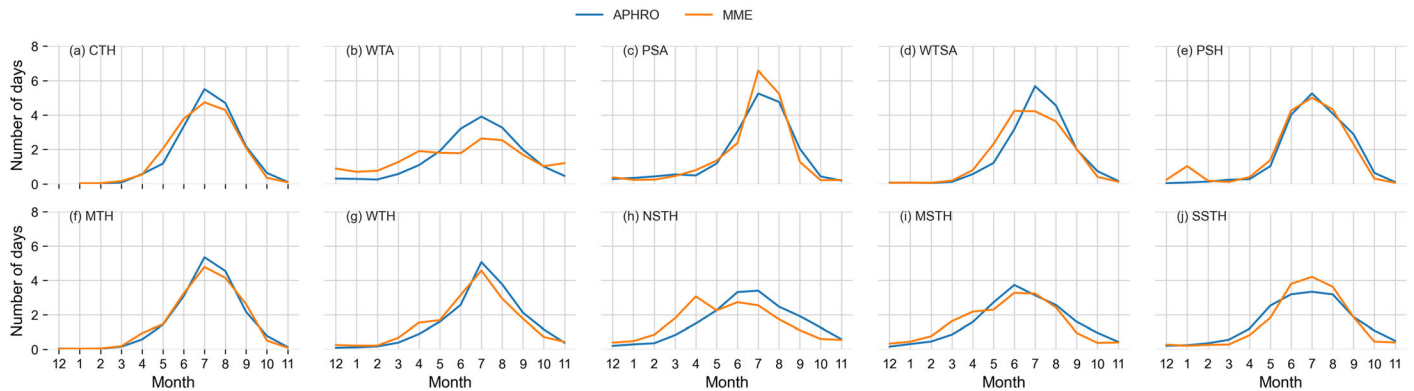 APHRO MME
Number of days
8
6
4
2
0
(a) CTH
(b) WTA
(c) PSA
(d) WTSA
(e) PSH
Number of days
8
6
4
2
0
(f) MTH
(g) WTH
(h) NSTH
(i) MSTH
(j) SSTH
12 1 2 3 4 5 6 7 8 9 10 11
12 1 2 3 4 5 6 7 8 9 10 11
12 1 2 3 4 5 6 7 8 9 10 11
12 1 2 3 4 5 6 7 8 9 10 11
12 1 2 3 4 5 6 7 8 9 10 11
Month
Month
Month
Month
Month